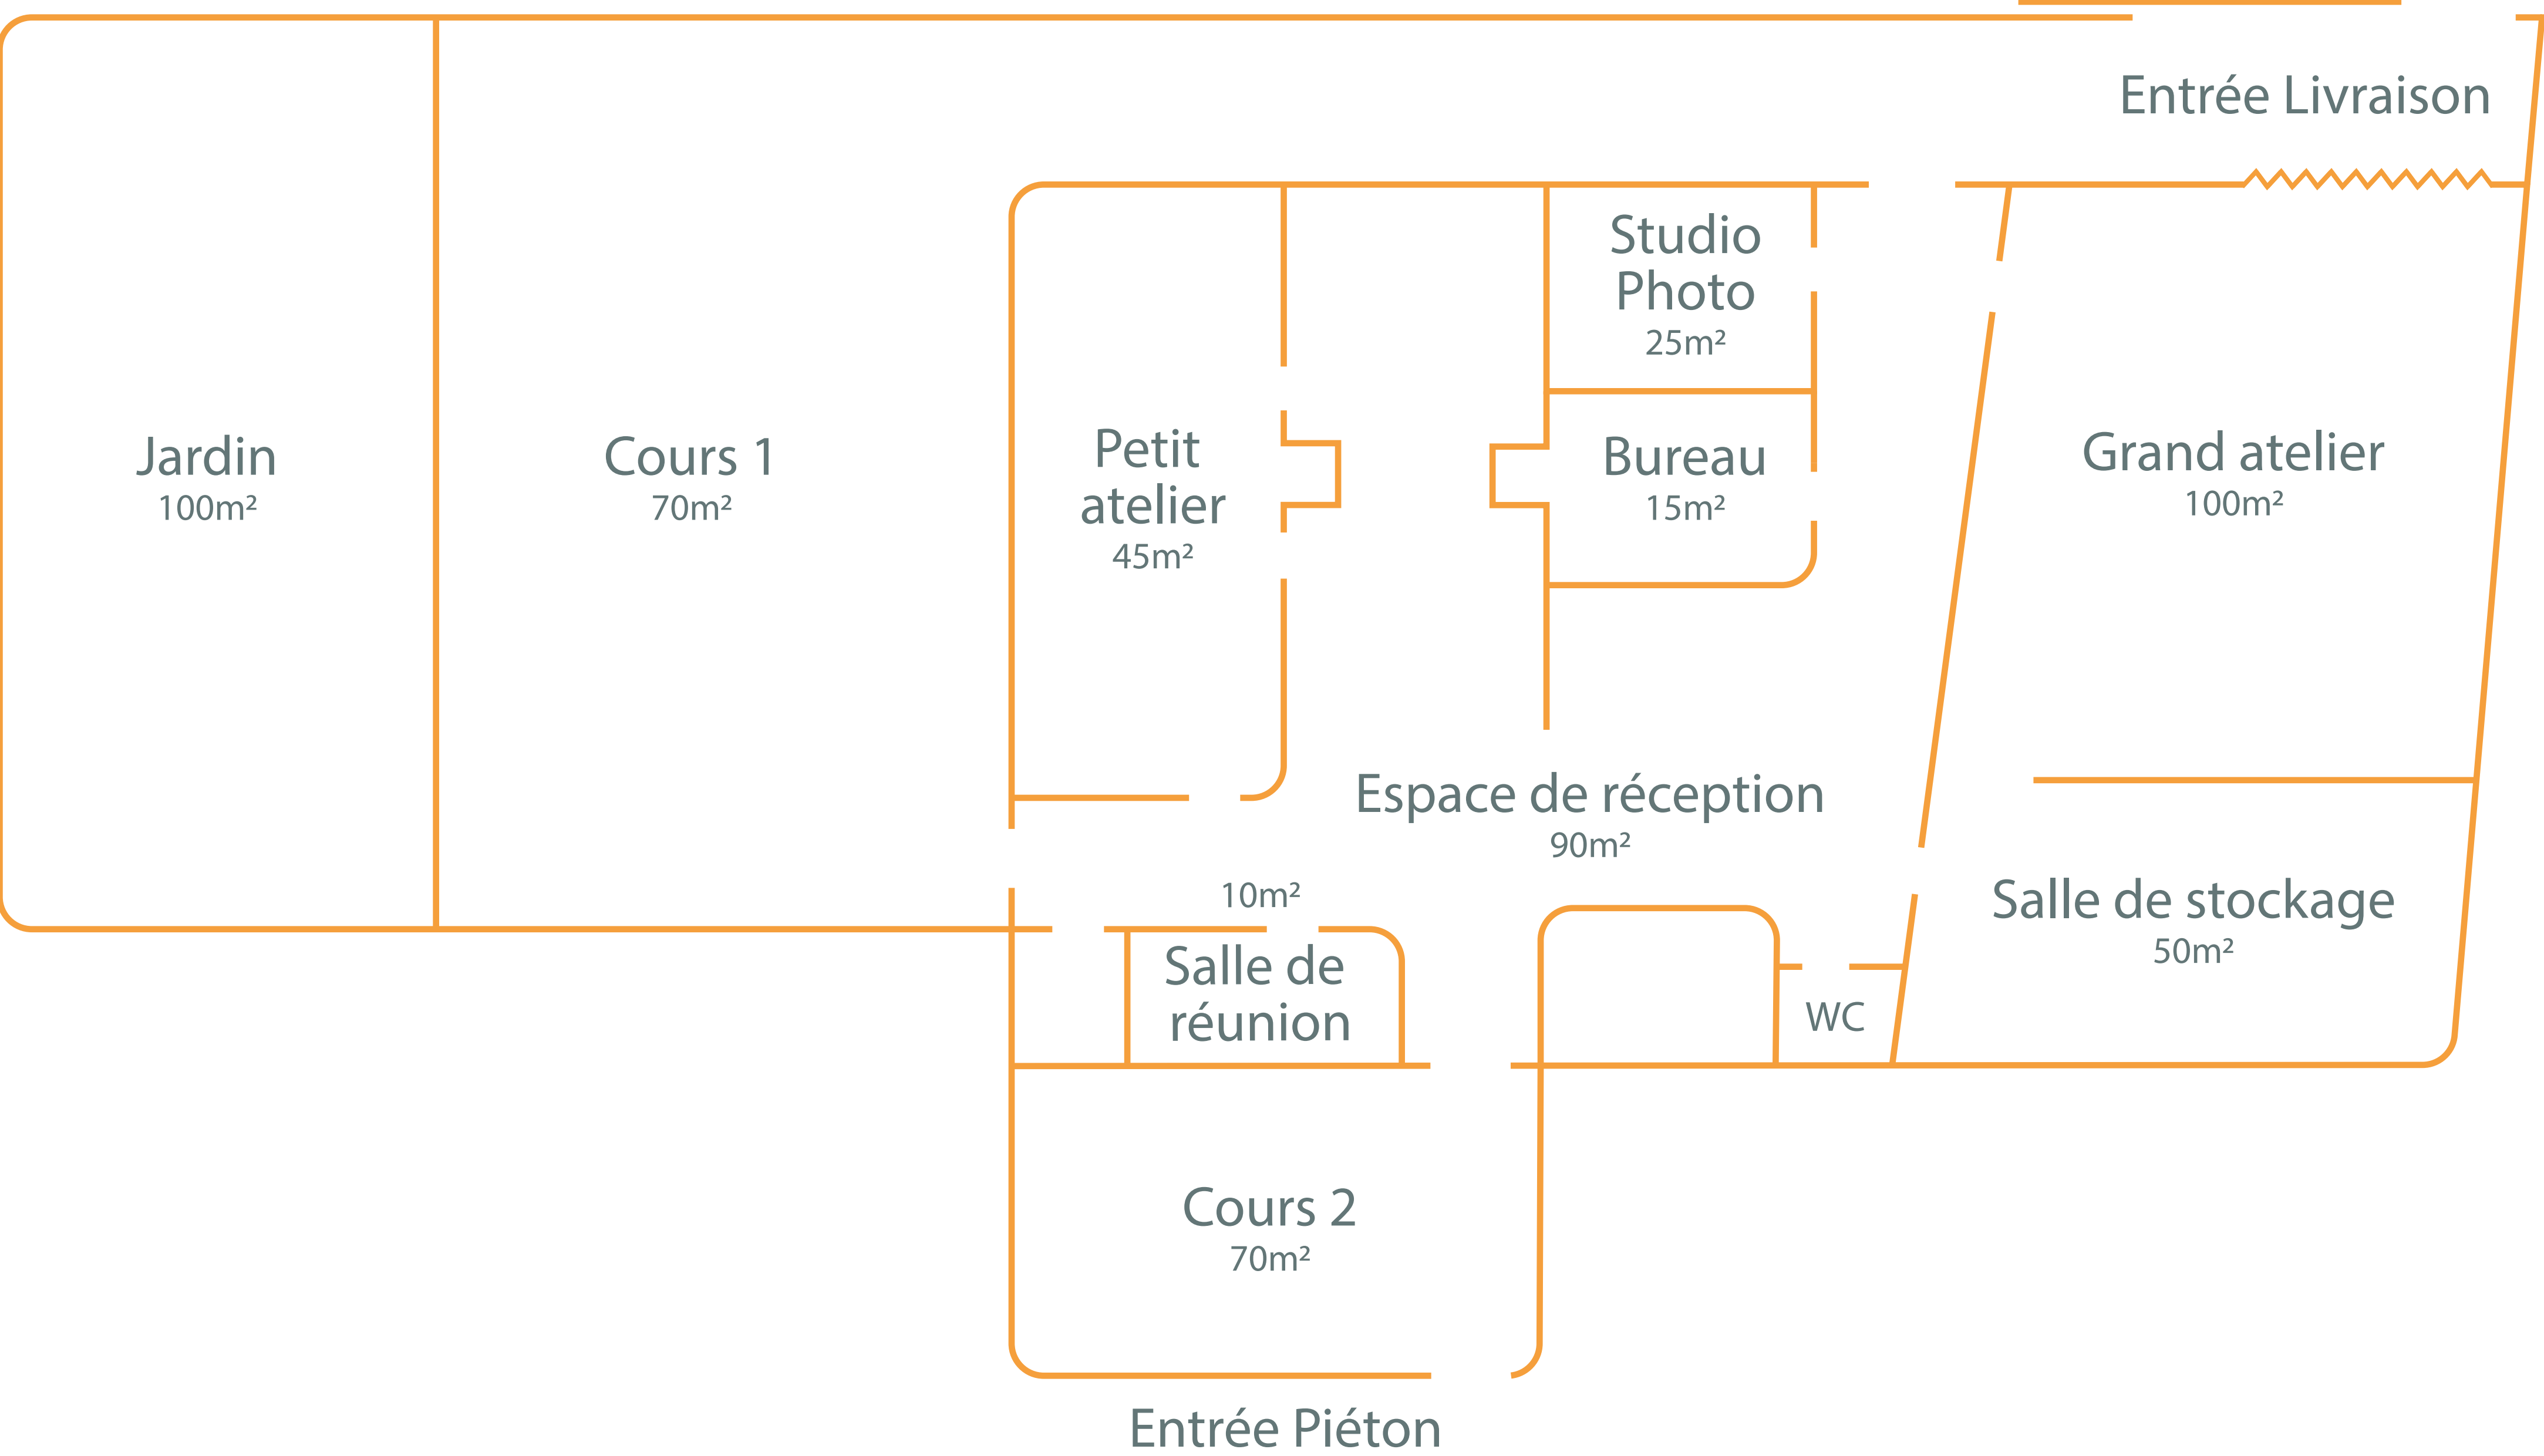 Entrée Livraison
Jardin
100m²
Cours 1
70m²
Petit
atelier
45m²
Studio
Photo
25m²
Bureau
15m²
Grand atelier
100m²
Espace de réception
90m²
10m²
Salle de
réunion
WC
Salle de stockage
50m²
Cours 2
70m²
Entrée Piéton